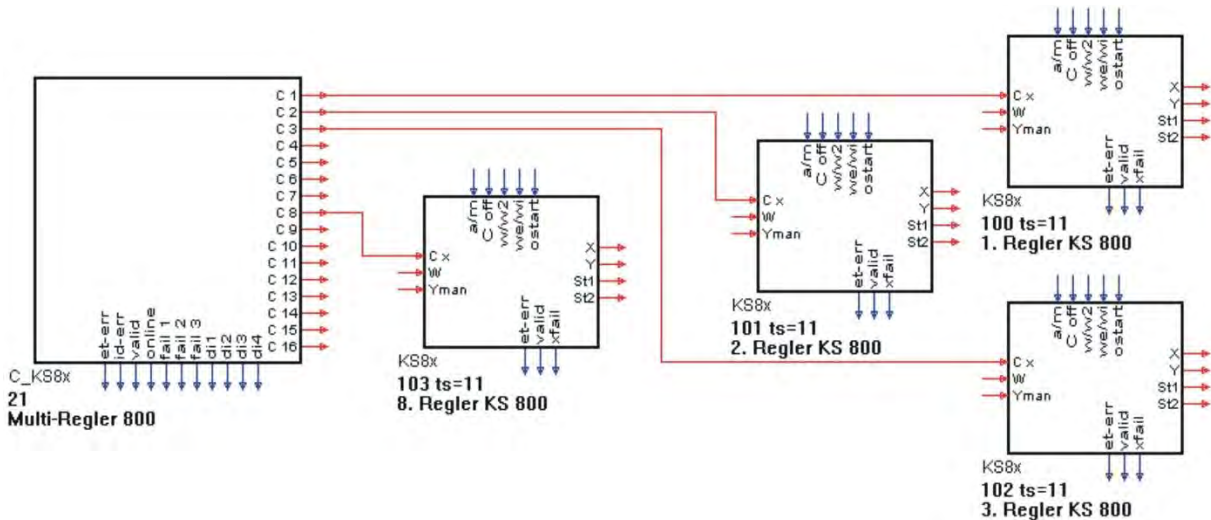 C 1
C 2
C 3
C 4
C 5
C 6
C 7
C 8
C 9
C 10
C 11
C 12
C 13
C 14
C 15
C 16
et-err
id-err
valid
online
fail 1
fail 2
fail 3
di1
di2
di3
di4
C_KS8x
21
Multi-Regler 800
a/m
C off
w/w2
we/wi
ostart
C x
W
Yman
X
Y
St1
St2
et-err
valid
xfail
KS8x
103 ts=11
8. Regler KS 800
a/m
C off
w/w2
we/wi
ostart
C x
W
Yman
X
Y
St1
St2
et-err
valid
xfail
KS8x
101 ts=11
2. Regler KS 800
a/m
C off
w/w2
we/wi
ostart
C x
W
Yman
X
Y
St1
St2
et-err
valid
xfail
KS8x
100 ts=11
1. Regler KS 800
a/m
C off
w/w2
we/wi
ostart
C x
W
Yman
X
Y
St1
St2
et-err
valid
xfail
KS8x
102 ts=11
3. Regler KS 800